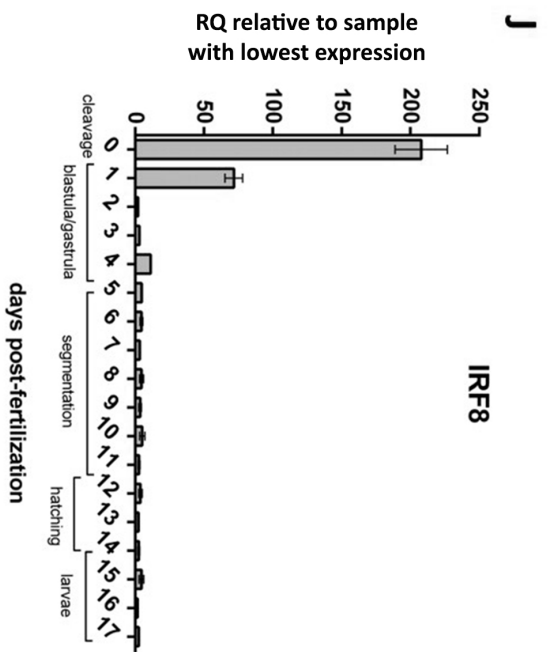 J
IRF8
RQ relative to sample
with lowest expression
250
200
150
100
50
0
0 1 2 3 4 5 6 7 8 9 10 11 12 13 14 15 16 17
cleavage
blastula/gastrula
segmentation
hatching
larvae
days post-fertilization